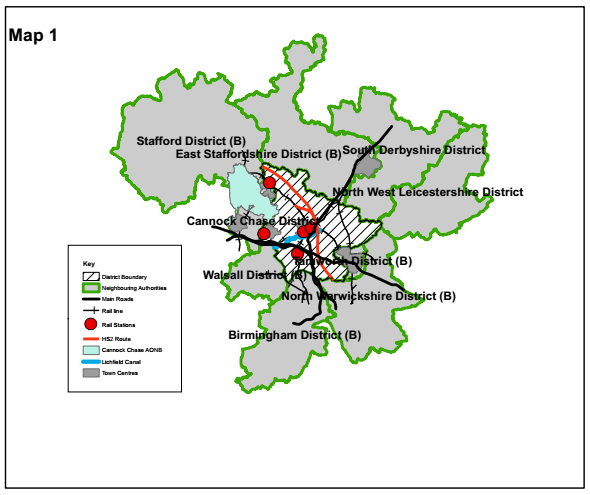 Map 1
Stafford District (B)
East Staffordshire District (B)
South Derbyshire District
North West Leicestershire District
Cannock Chase District
Tamworth District (B)
Walsall District (B)
North Warwickshire District (B)
Birmingham District (B)
Key
District Boundary
Neighbouring Authorities
Main Roads
Rail line
Rail Stations
HS2 Route
Cannock Chase AONB
Lichfield Canal
Town Centres